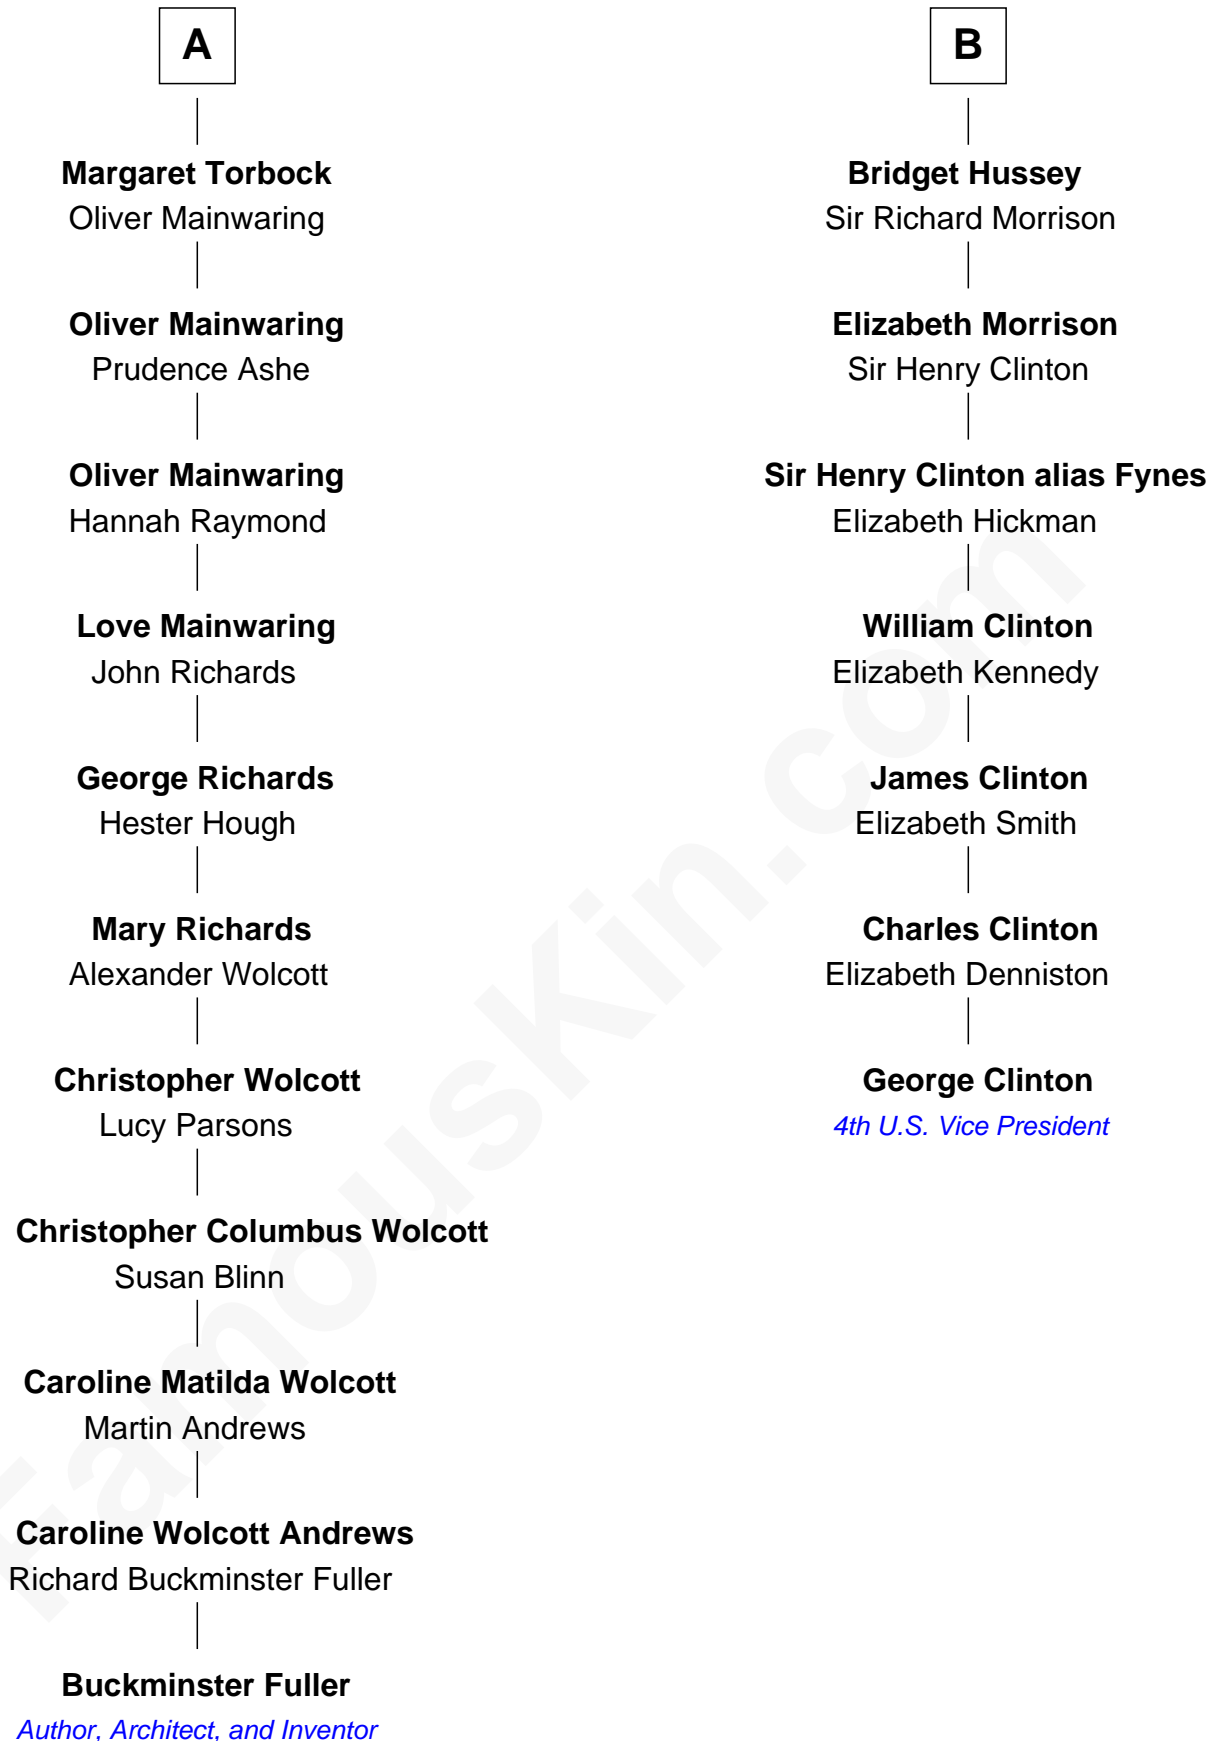 A
Margaret Torbock
Oliver Mainwaring
Oliver Mainwaring
Prudence Ashe
Oliver Mainwaring
Hannah Raymond
Love Mainwaring
John Richards
George Richards
Hester Hough
Mary Richards
Alexander Wolcott
Christopher Wolcott
Lucy Parsons
Christopher Columbus Wolcott
Susan Blinn
Caroline Matilda Wolcott
Martin Andrews
Caroline Wolcott Andrews
Richard Buckminster Fuller
Buckminster Fuller
Author, Architect, and Inventor
B
Bridget Hussey
Sir Richard Morrison
Elizabeth Morrison
Sir Henry Clinton
Sir Henry Clinton alias Fynes
Elizabeth Hickman
William Clinton
Elizabeth Kennedy
James Clinton
Elizabeth Smith
Charles Clinton
Elizabeth Denniston
George Clinton
4th U.S. Vice President
FamousKin.com